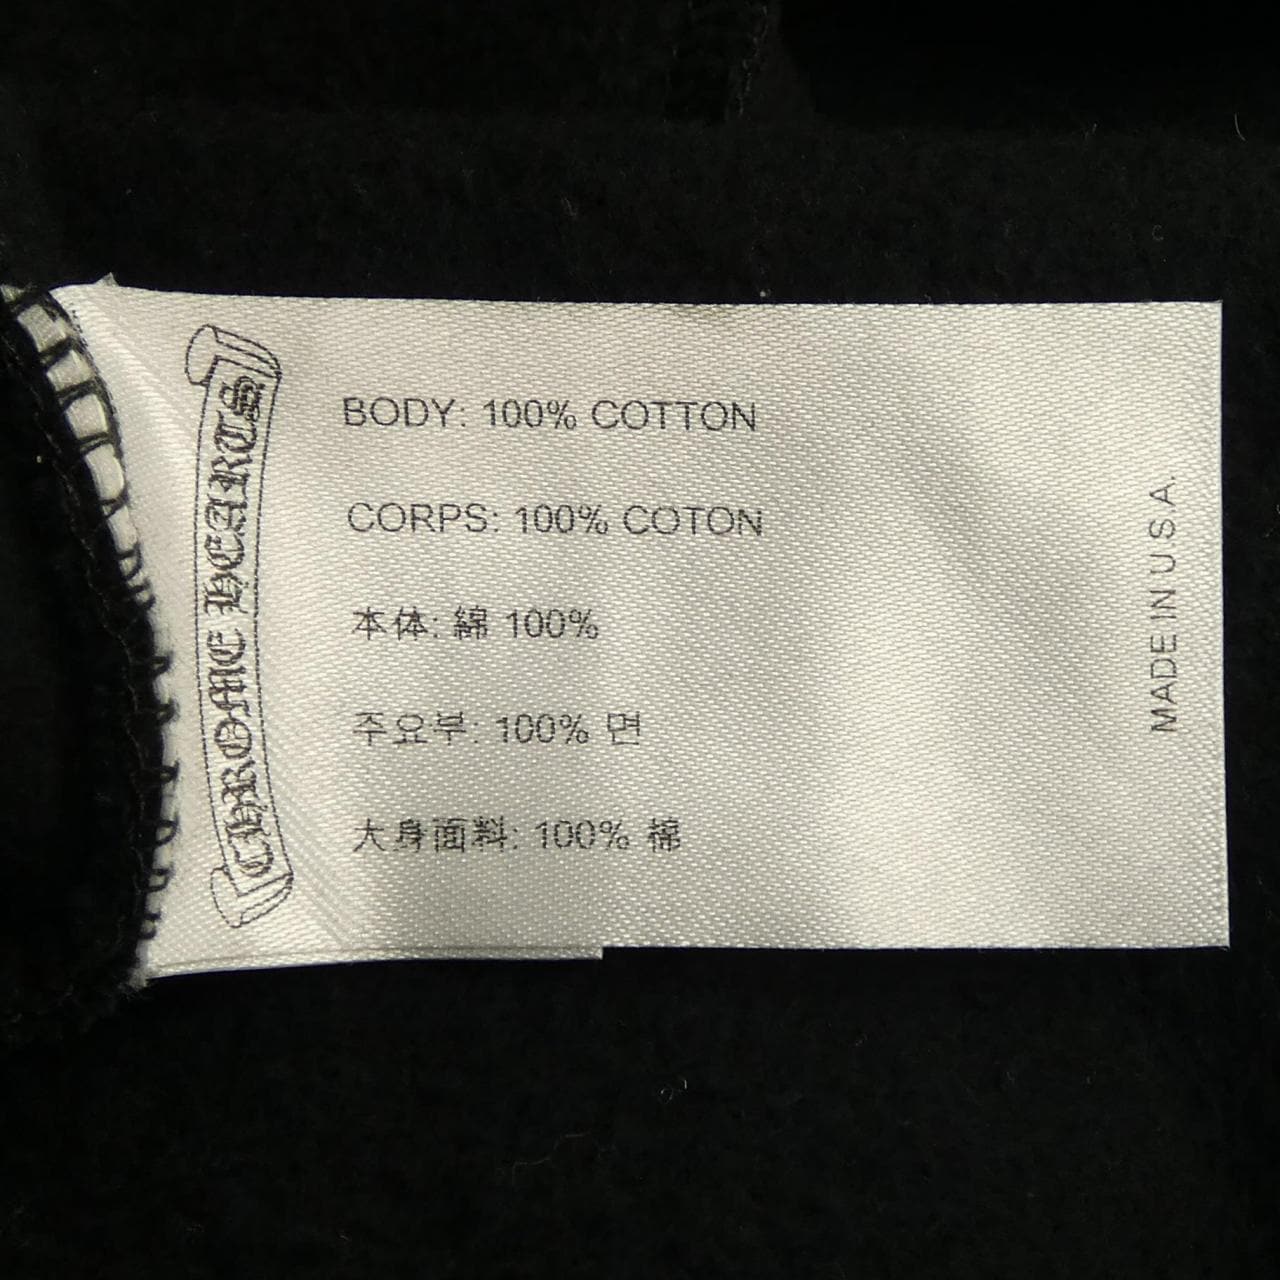 CHROME HEARTS
BODY: 100% COTTON
CORPS: 100% COTON
本体: 綿 100%
주요부: 100% 면
大身面料: 100% 棉
MADE IN U.S.A.